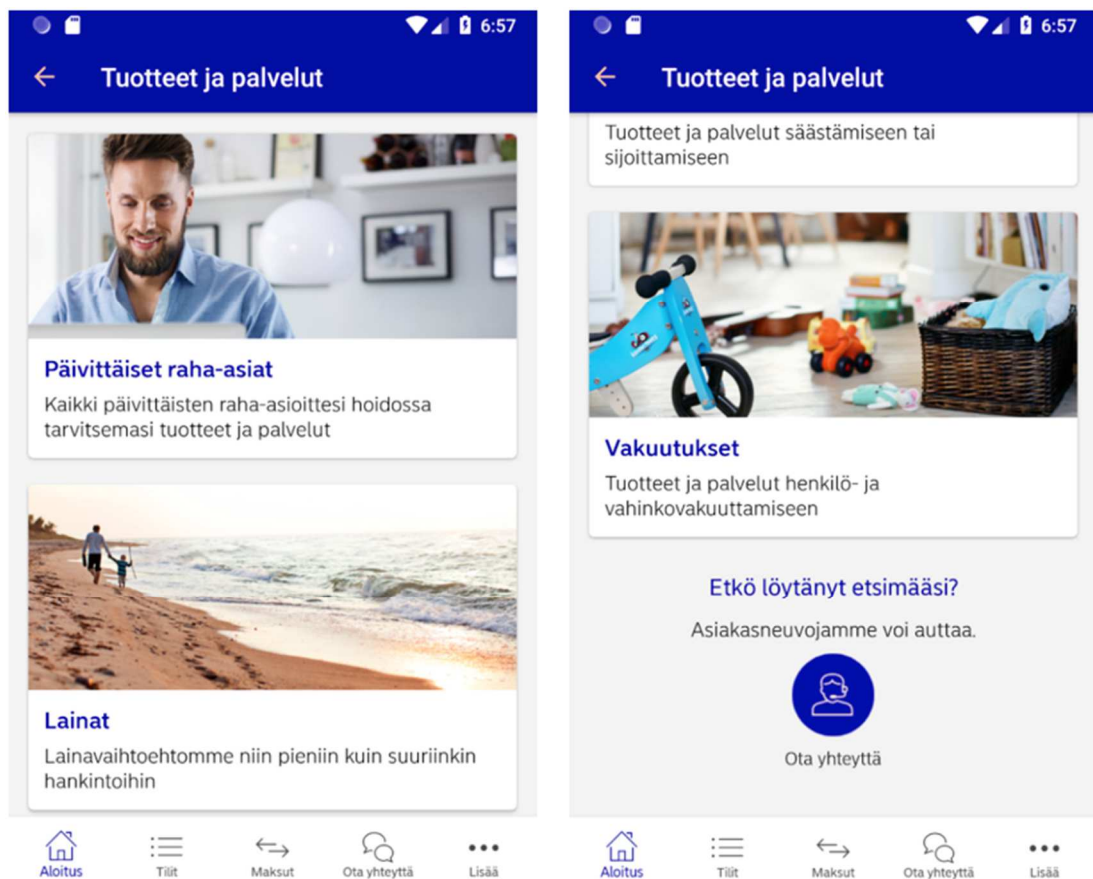 6:57
Tuotteet ja palvelut
Päivittäiset raha-asiat
Kaikki päivittäisten raha-asioittesi hoidossa
tarvitsemasi tuotteet ja palvelut
Lainat
Lainavaihtoehtomme niin pieniin kuin suuriinkin
hankintoihin
Aloitus
Tilit
Maksut
Ota yhteyttä
Lisää
6:57
Tuotteet ja palvelut
Tuotteet ja palvelut säästämiseen tai
sijoittamiseen
Vakuutukset
Tuotteet ja palvelut henkilö- ja
vahinkovakuuttamiseen
Etkö löytänyt etsimääsi?
Asiakasneuvojamme voi auttaa.
Ota yhteyttä
Aloitus
Tilit
Maksut
Ota yhteyttä
Lisää